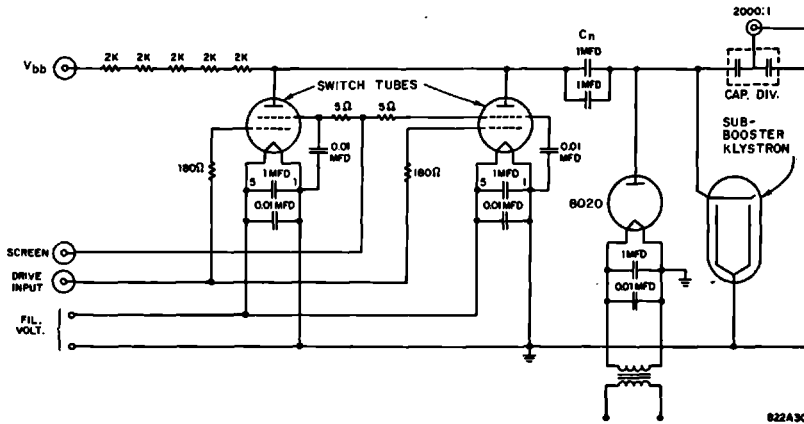 2000:1
Cn
2K 2K 2K 2K 2K
1MFD
Vbb
1MFD
CAP. DIV.
SWITCH TUBES
5Ω 5Ω
SUB-
BOOSTER
KLYSTRON
0.01
MFD
0.01
MFD
180Ω
1MFD
5 1
180Ω
1MFD
5 1
0.01MFD
0.01MFD
8020
SCREEN
1MFD
DRIVE
INPUT
0.01MFD
FIL.
VOLT.
822A30